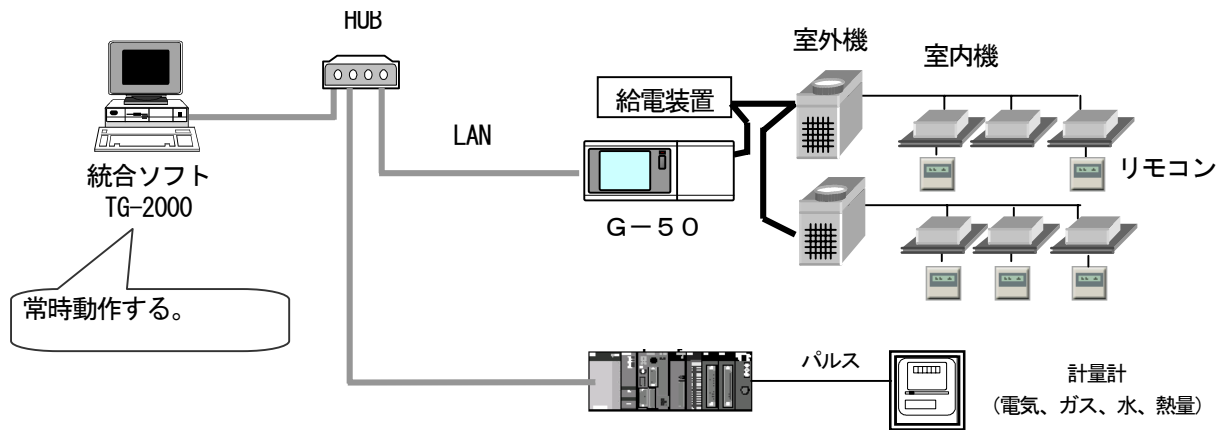 HUB
室外機
室内機
給電装置
LAN
リモコン
統合ソフト
TG-2000
G-50
常時動作する。
パルス
計量計
(電気、ガス、水、熱量)